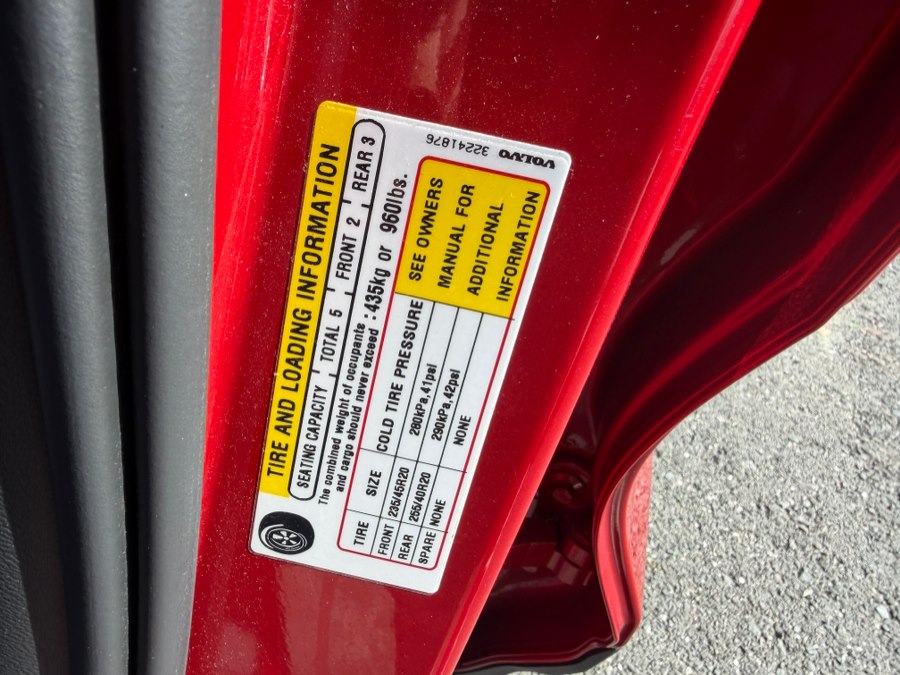 TIRE AND LOADING INFORMATION
SEATING CAPACITY TOTAL 5 FRONT 2 REAR 3
The combined weight of occupants
and cargo should never exceed : 435kg or 960lbs.
TIRE SIZE COLD TIRE PRESSURE
FRONT 235/45R20 280kPa,41psi
REAR 255/40R20 290kPa,42psi
SPARE NONE NONE
SEE OWNERS
MANUAL FOR
ADDITIONAL
INFORMATION
VOLVO 32241876